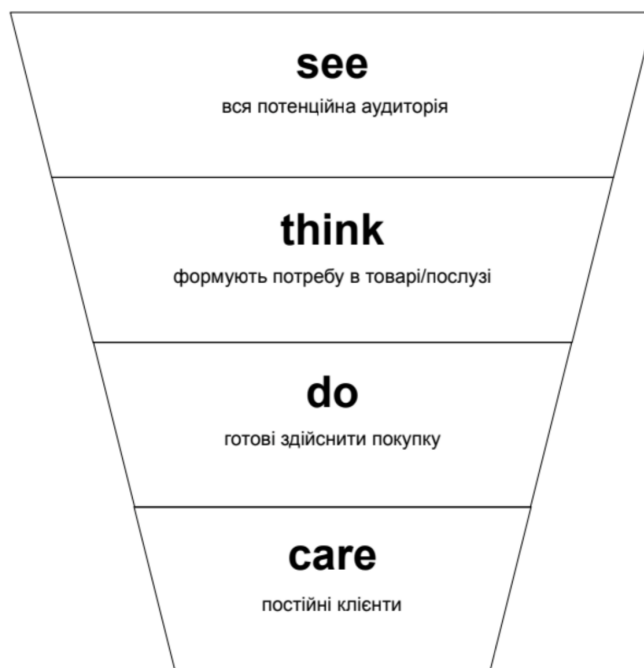 see
вся потенційна аудиторія
think
формують потребу в товарі/послузі
do
готові здійснити покупку
care
постійні клієнти